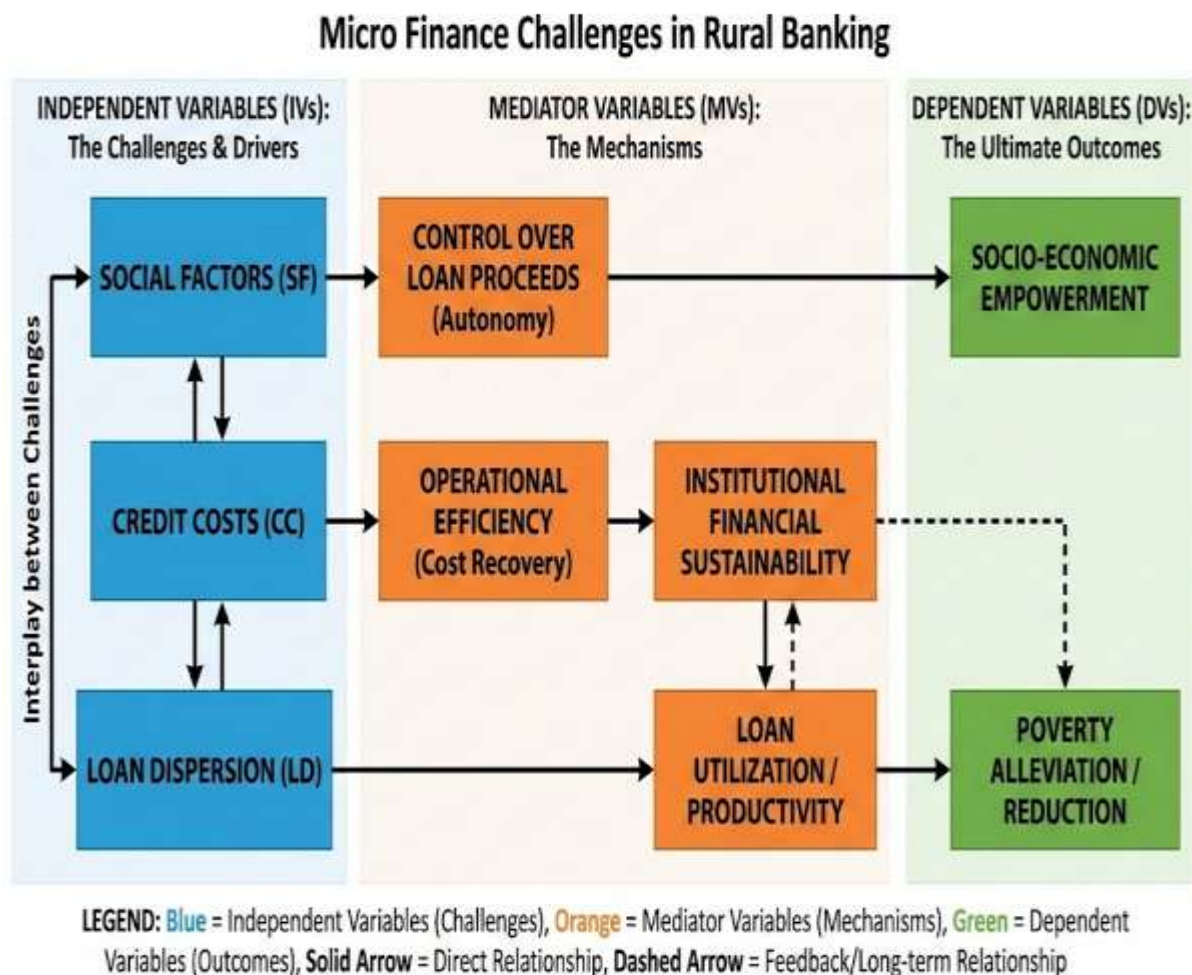 Micro Finance Challenges in Rural Banking
INDEPENDENT VARIABLES (IVs):
The Challenges & Drivers
MEDIATOR VARIABLES (MVs):
The Mechanisms
DEPENDENT VARIABLES (DVs):
The Ultimate Outcomes
Interplay between Challenges
SOCIAL FACTORS (SF)
CONTROL OVER
LOAN PROCEEDS
(Autonomy)
SOCIO-ECONOMIC
EMPOWERMENT
CREDIT COSTS (CC)
OPERATIONAL
EFFICIENCY
(Cost Recovery)
INSTITUTIONAL
FINANCIAL
SUSTAINABILITY
LOAN DISPERSION (LD)
LOAN
UTILIZATION /
PRODUCTIVITY
POVERTY
ALLEVIATION /
REDUCTION
LEGEND: Blue = Independent Variables (Challenges), Orange = Mediator Variables (Mechanisms), Green = Dependent
Variables (Outcomes), Solid Arrow = Direct Relationship, Dashed Arrow = Feedback/Long-term Relationship